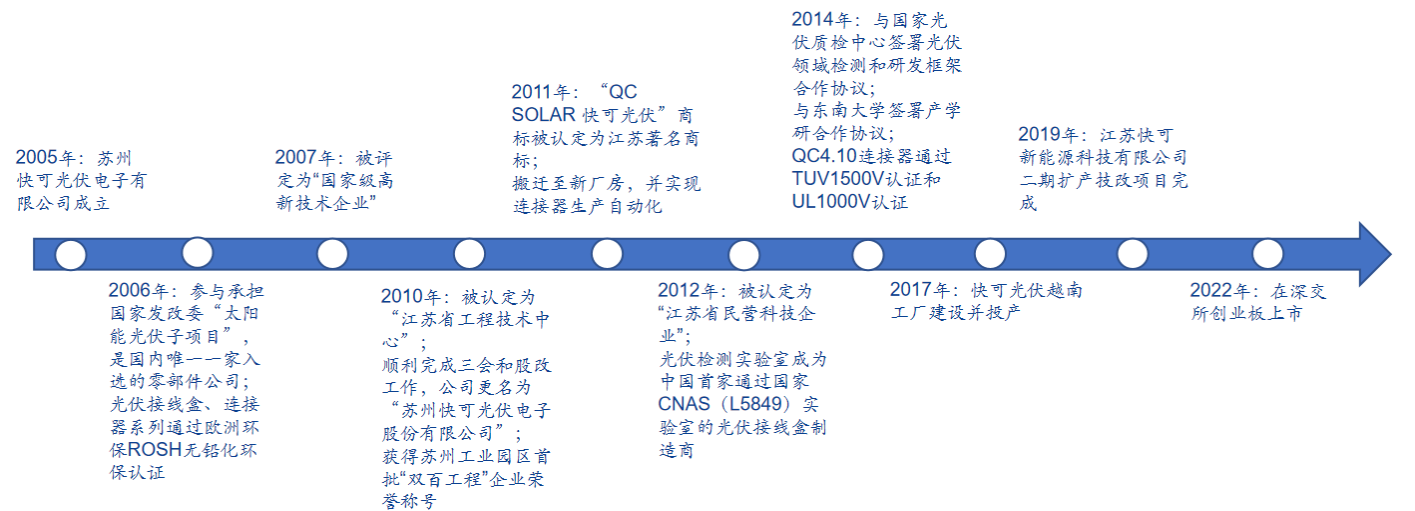 2005年：苏州
快可光伏电子有
限公司成立
2006年：参与承担
国家发改委“太阳
能光伏子项目”，
是国内唯一一家入
选的零部件公司；
光伏接线盒、连接
器系列通过欧洲环
保ROSH无铅化环
保认证
2007年：被评
定为“国家级高
新技术企业”
2010年：被认定为
“江苏省工程技术中
心”；
顺利完成三会和股改
工作，公司更名为
“苏州快可光伏电子
股份有限公司”；
获得苏州工业园区首
批“双百工程”企业荣
誉称号
2011年：“QC
SOLAR 快可光伏”商
标被认定为江苏著名商
标；
搬迁至新厂房，并实现
连接器生产自动化
2012年：被认定为
“江苏省民营科技企
业”；
光伏检测实验室成为
中国首家通过国家
CNAS（L5849）实
验室的光伏接线盒制
造商
2014年：与国家光
伏质检中心签署光伏
领域检测和研发框架
合作协议；
与东南大学签署产学
研合作协议；
QC4.10连接器通过
TUV1500V认证和
UL1000V认证
2017年：快可光伏越南
工厂建设并投产
2019年：江苏快可
新能源科技有限公司
二期扩产技改项目完
成
2022年：在深交
所创业板上市